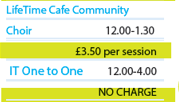 LifeTime Cafe Community
Choir 12.00-1.30
£3.50 per session
IT One to One 12.00-4.00
NO CHARGE